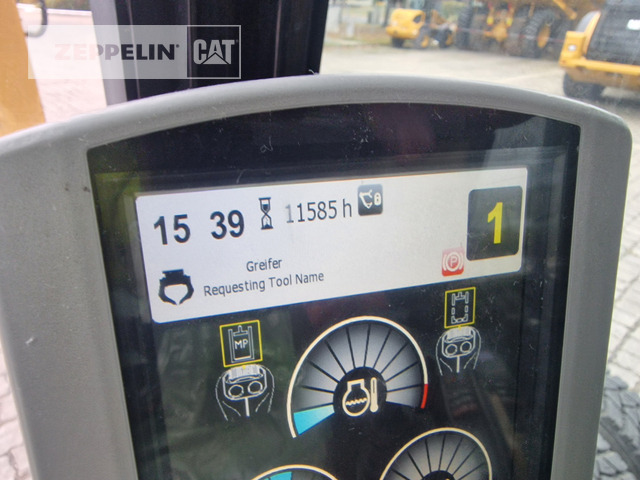 ZEPPELIN CAT
15 39 11585 h 1
Greifer
Requesting Tool Name
P
MP